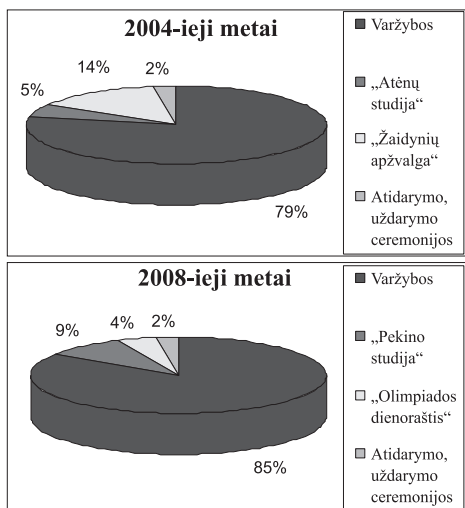 2004-ieji metai
5%
14%
2%
79%
Varžybos
„Atėnų
studija“
„Žaidynių
apžvalga“
Atidarymo,
uždarymo
ceremonijos
2008-ieji metai
9%
4%
2%
85%
Varžybos
„Pekino
studija“
„Olimpiados
dienoraštis“
Atidarymo,
uždarymo
ceremonijos